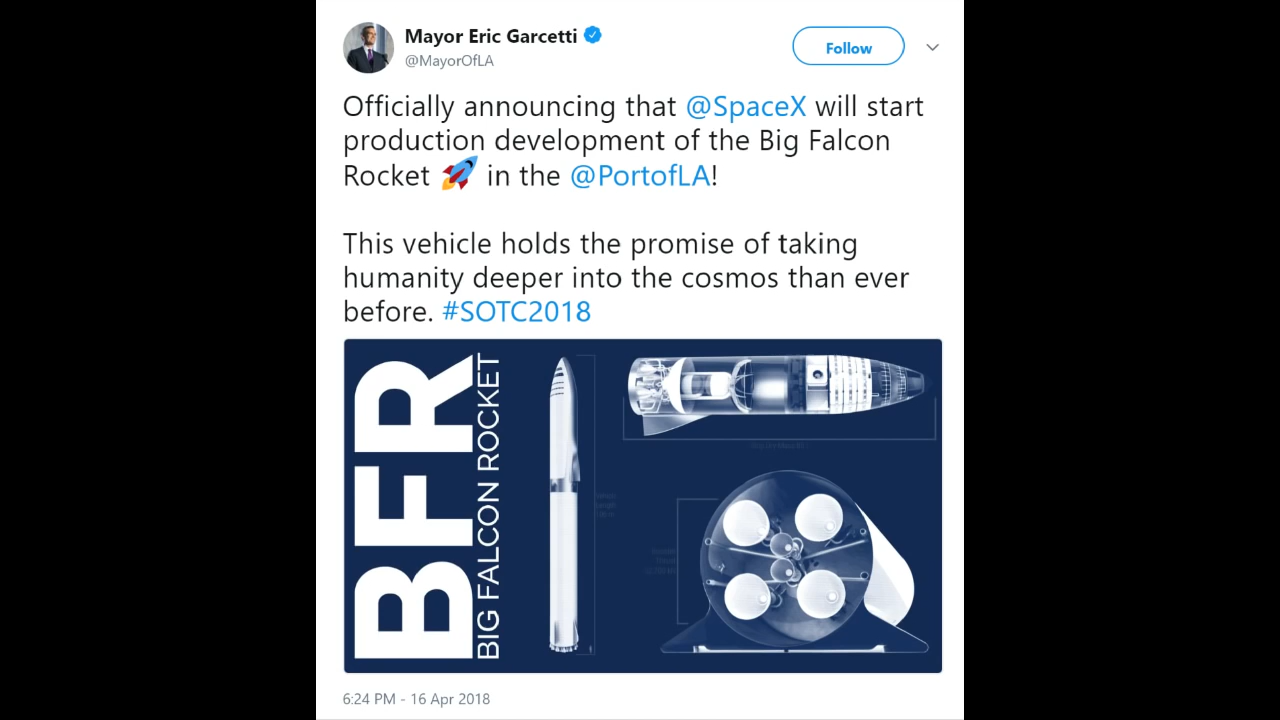 Mayor Eric Garcetti
@MayorOfLA
Follow
Officially announcing that @SpaceX will start
production development of the Big Falcon
Rocket 🚀 in the @PortofLA!
This vehicle holds the promise of taking
humanity deeper into the cosmos than ever
before. #SOTC2018
BFR
BIG FALCON ROCKET
6:24 PM - 16 Apr 2018